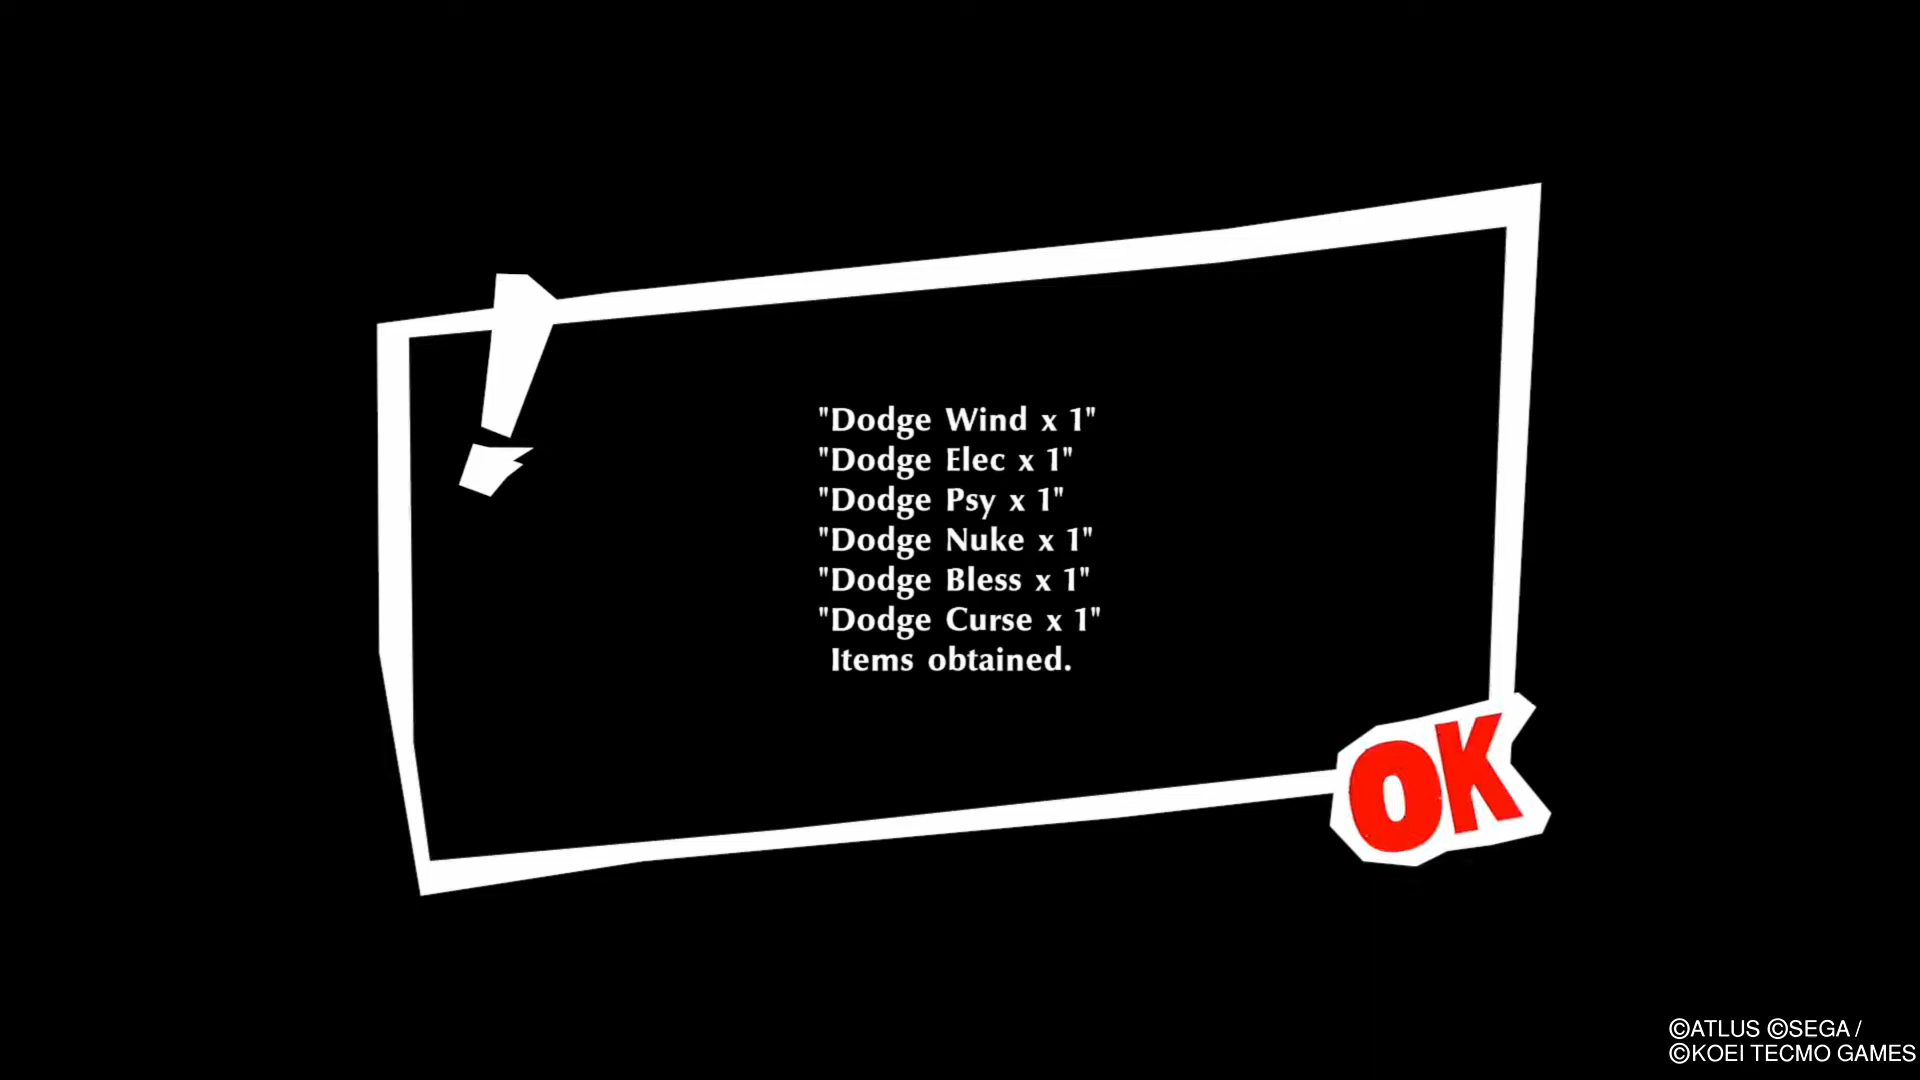 "Dodge Wind x 1"
"Dodge Elec x 1"
"Dodge Psy x 1"
"Dodge Nuke x 1"
"Dodge Bless x 1"
"Dodge Curse x 1"
Items obtained.
OK
©ATLUS ©SEGA /
©KOEI TECMO GAMES